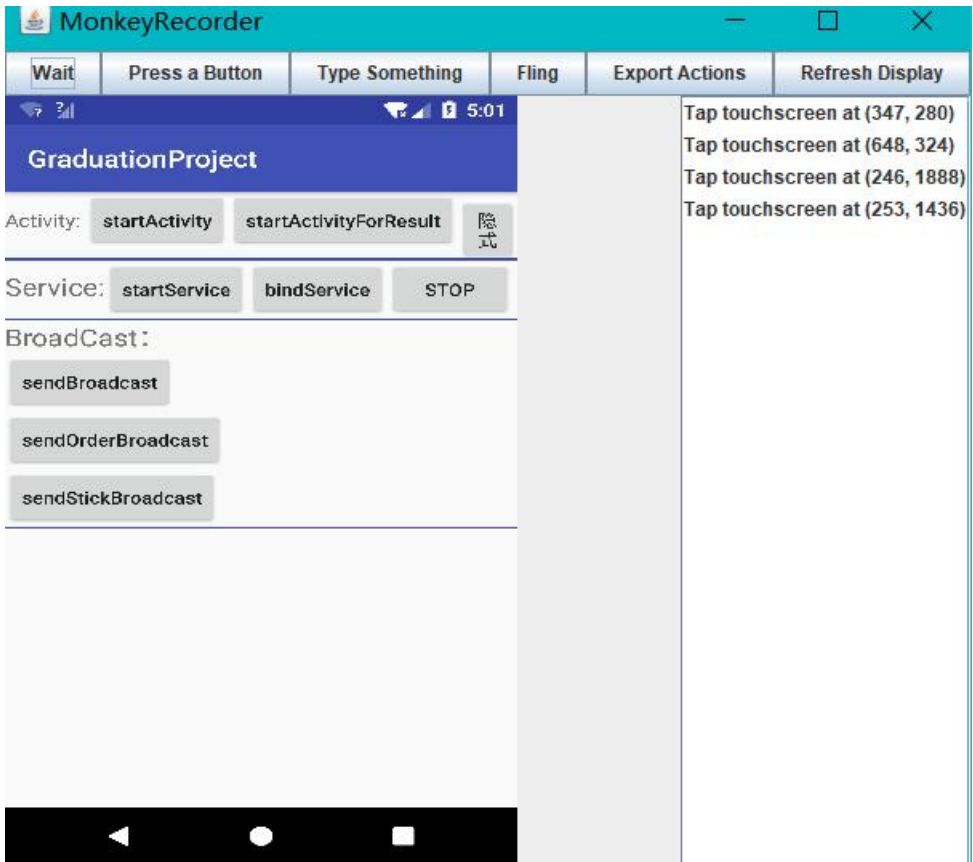 MonkeyRecorder
Wait Press a Button Type Something Fling Export Actions Refresh Display
5:01
GraduationProject
Activity: startActivity startActivityForResult 隐式
Service: startService bindService STOP
BroadCast:
sendBroadcast
sendOrderBroadcast
sendStickBroadcast
Tap touchscreen at (347, 280)
Tap touchscreen at (648, 324)
Tap touchscreen at (246, 1888)
Tap touchscreen at (253, 1436)